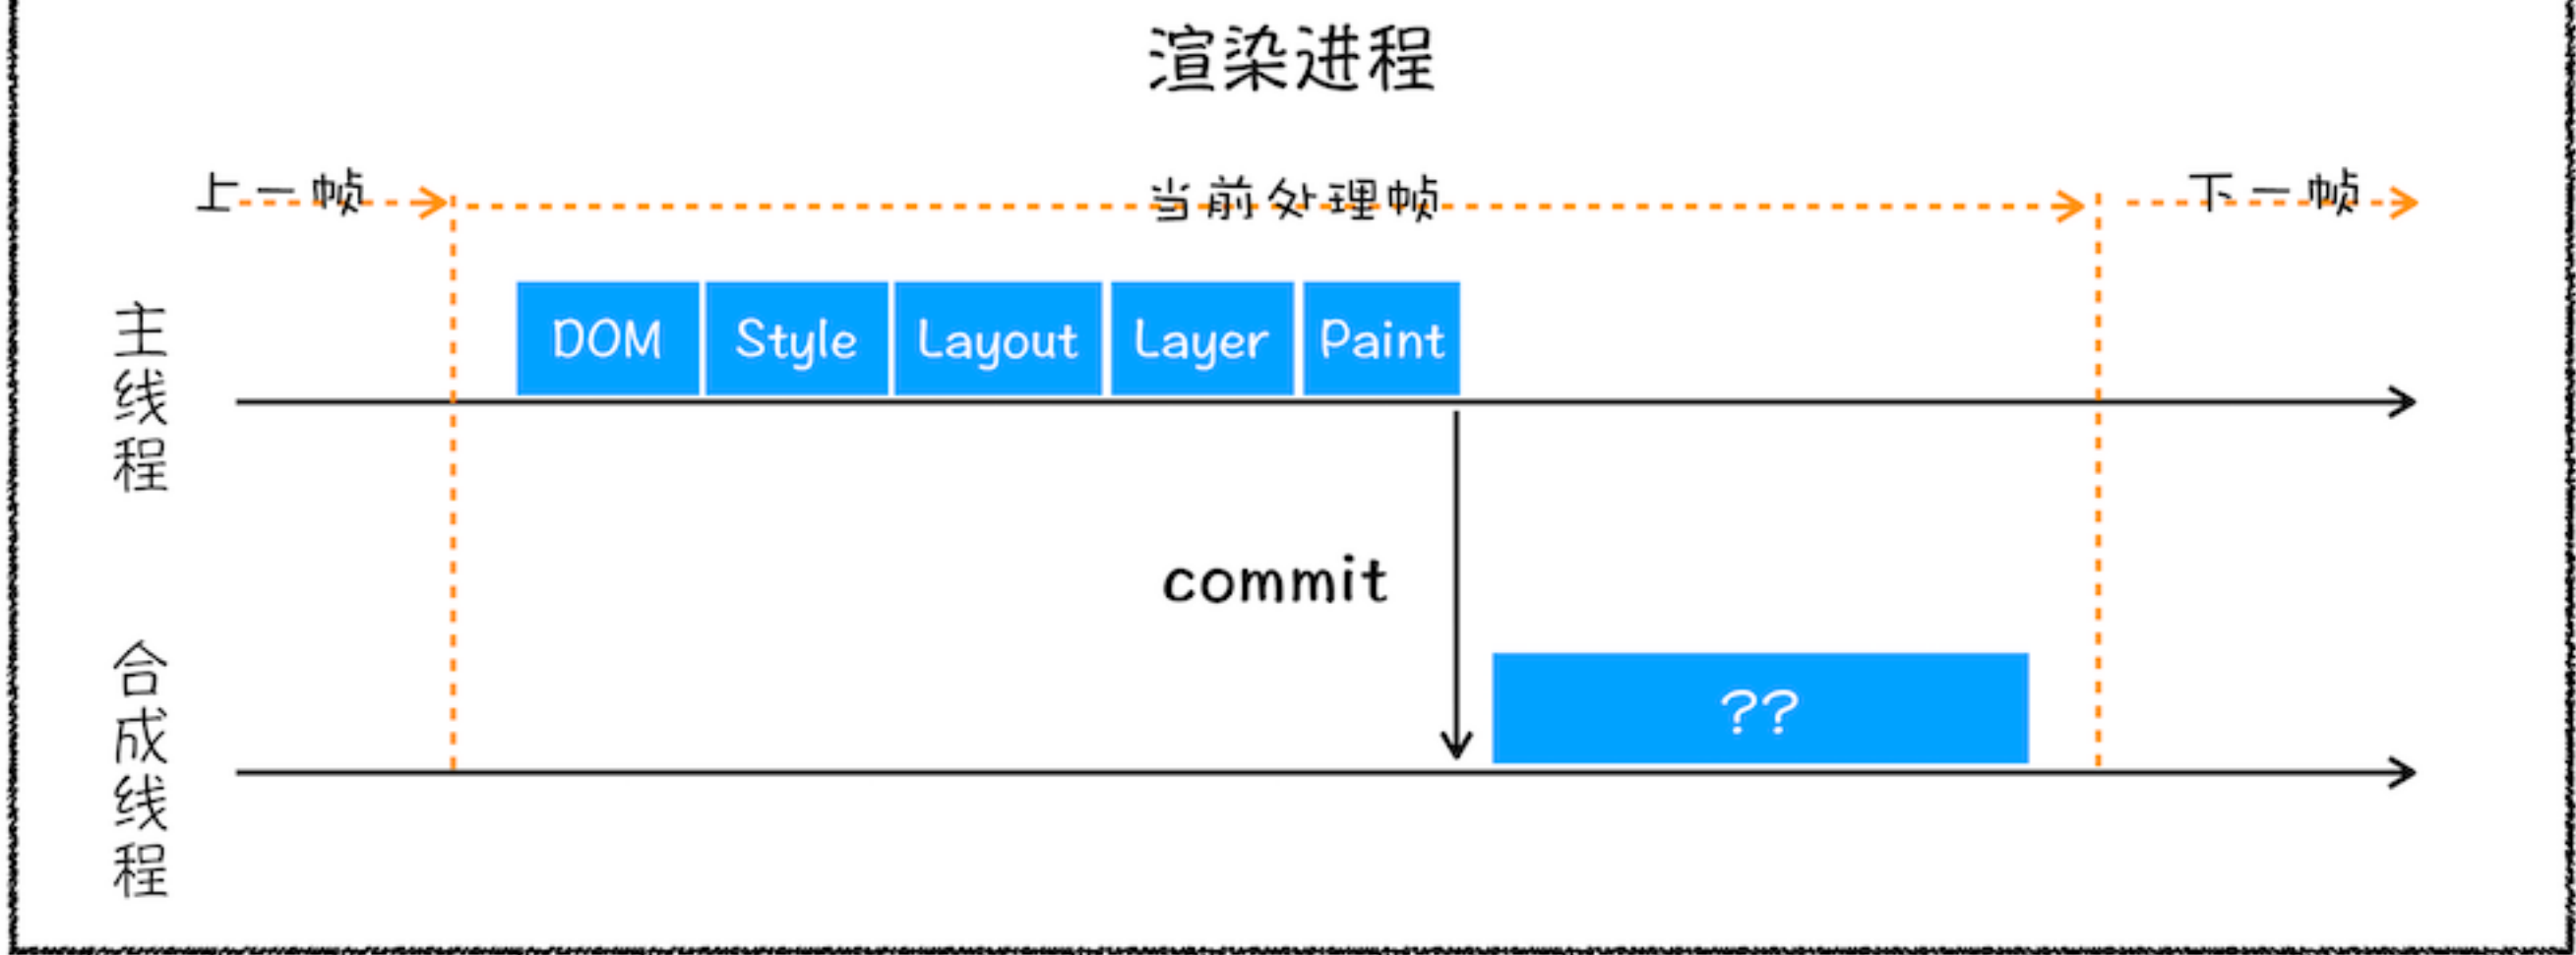 渲染进程
上一帧
当前处理帧
下一帧
主线程
DOM
Style
Layout
Layer
Paint
commit
合成线程
??